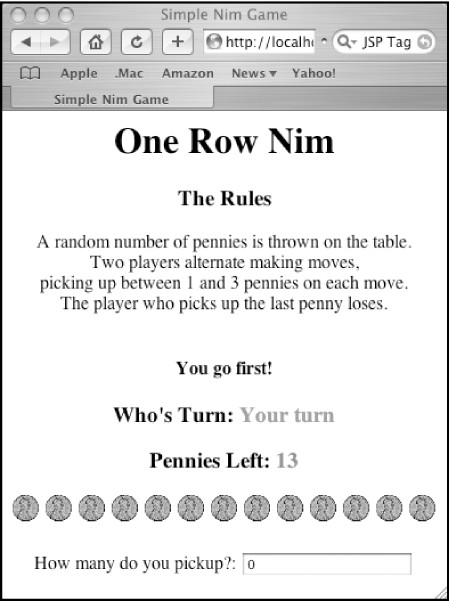 Simple Nim Game
http://localh
JSP Tag
Apple .Mac Amazon News Yahoo!
Simple Nim Game
One Row Nim
The Rules
A random number of pennies is thrown on the table.
Two players alternate making moves,
picking up between 1 and 3 pennies on each move.
The player who picks up the last penny loses.
You go first!
Who's Turn: Your turn
Pennies Left: 13
How many do you pickup?: 0